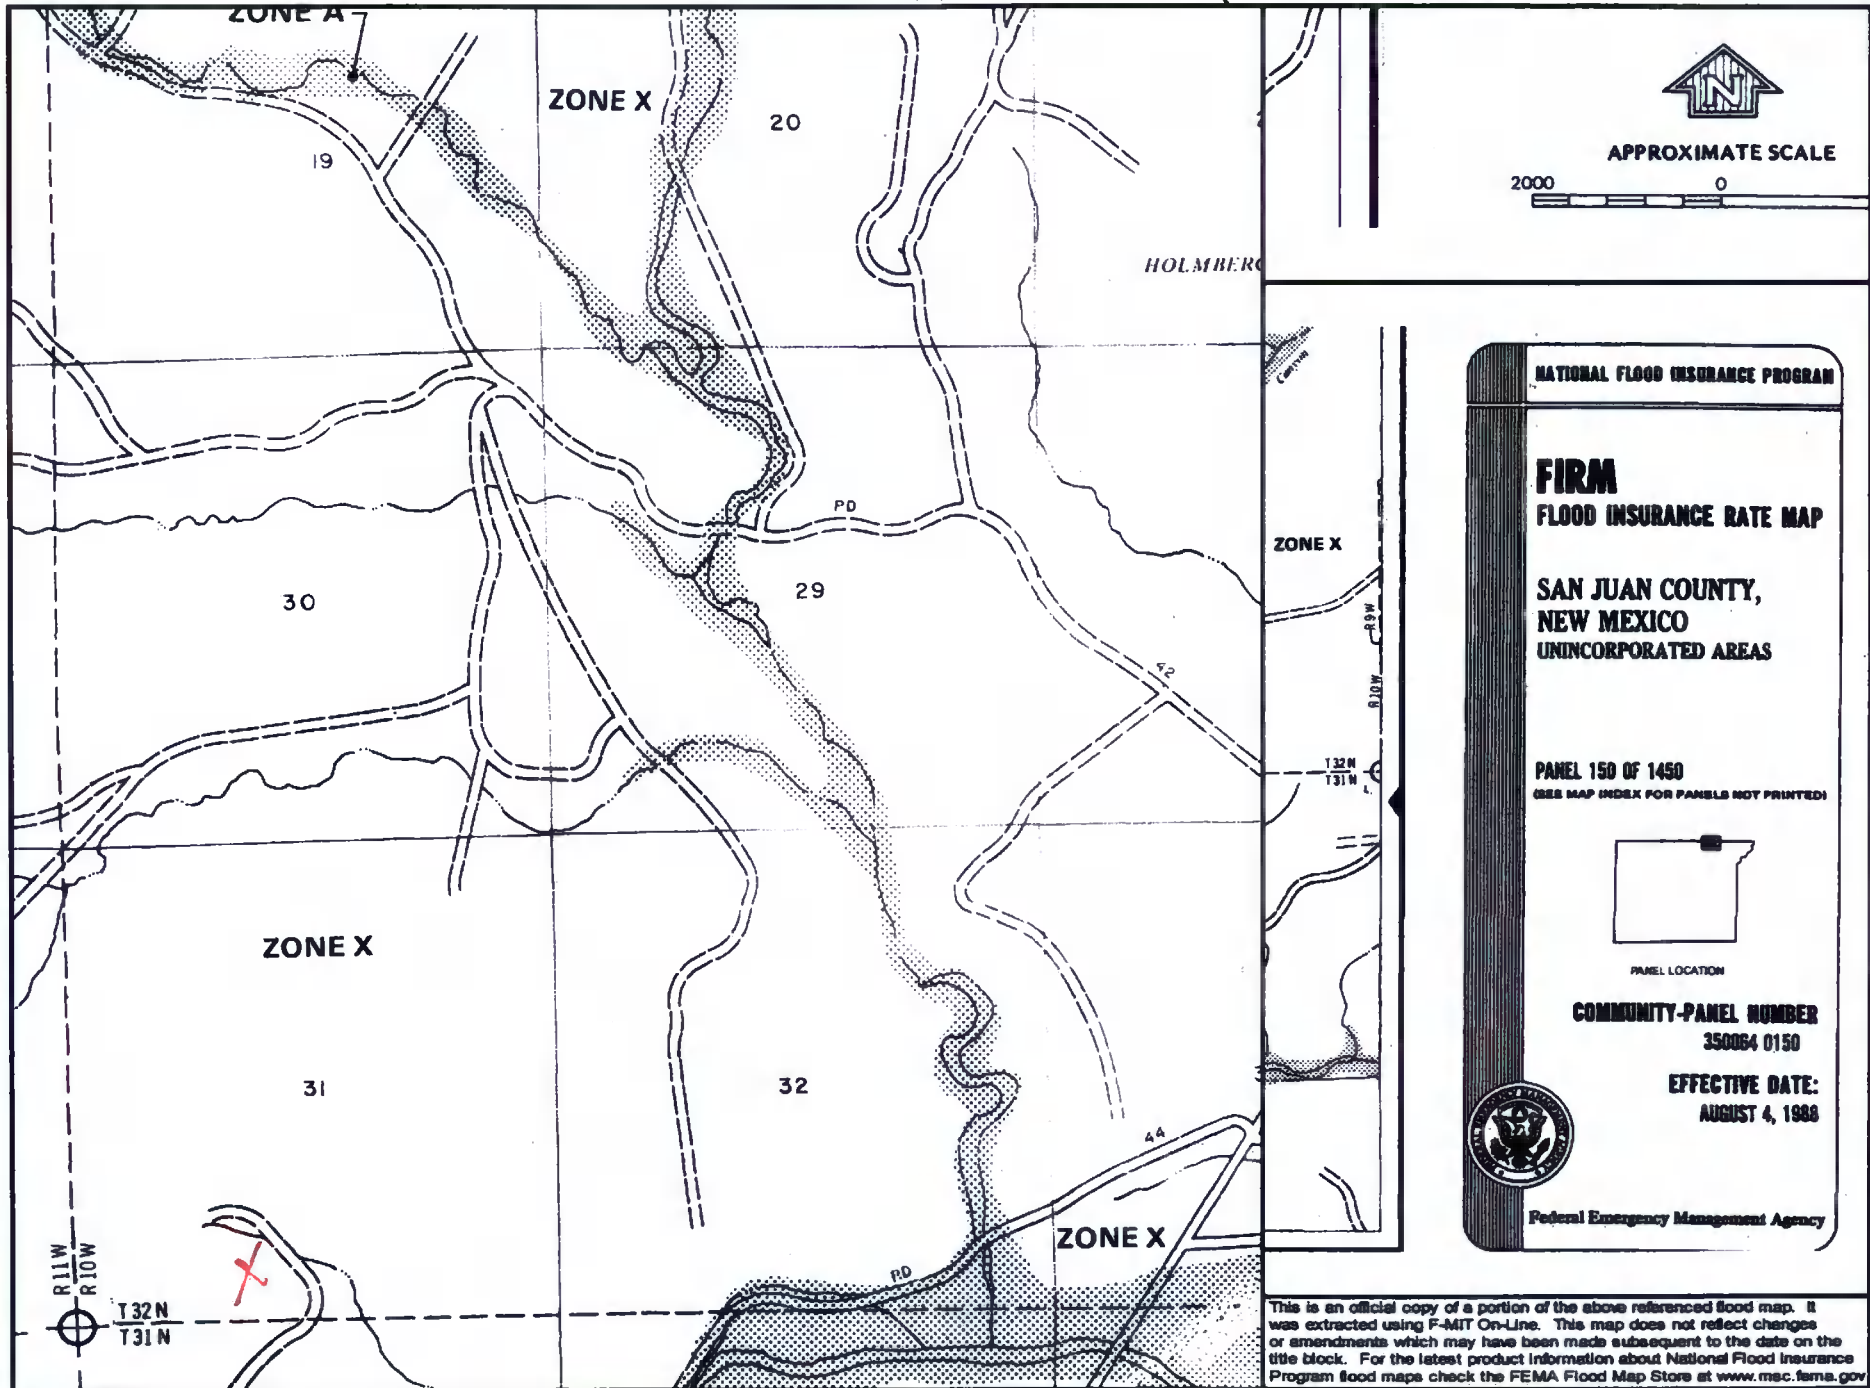 ZONE A
ZONE X
20
19
HOLMBERG
PD
29
30
42
ZONE X
31
32
44
ZONE X
PD
R11W
R10W
T32N
T31N
X
N
APPROXIMATE SCALE
2000 0
ZONE X
R9W
R10W
T32N
T31N
NATIONAL FLOOD INSURANCE PROGRAM
FIRM
FLOOD INSURANCE RATE MAP
SAN JUAN COUNTY,
NEW MEXICO
UNINCORPORATED AREAS
PANEL 150 OF 1450
(SEE MAP INDEX FOR PANELS NOT PRINTED)
PANEL LOCATION
COMMUNITY-PANEL NUMBER
350064 0150
EFFECTIVE DATE:
AUGUST 4, 1988
Federal Emergency Management Agency
This is an official copy of a portion of the above referenced flood map. It
was extracted using F-MIT On-Line. This map does not reflect changes
or amendments which may have been made subsequent to the date on the
title block. For the latest product information about National Flood Insurance
Program flood maps check the FEMA Flood Map Store at www.msc.fema.gov